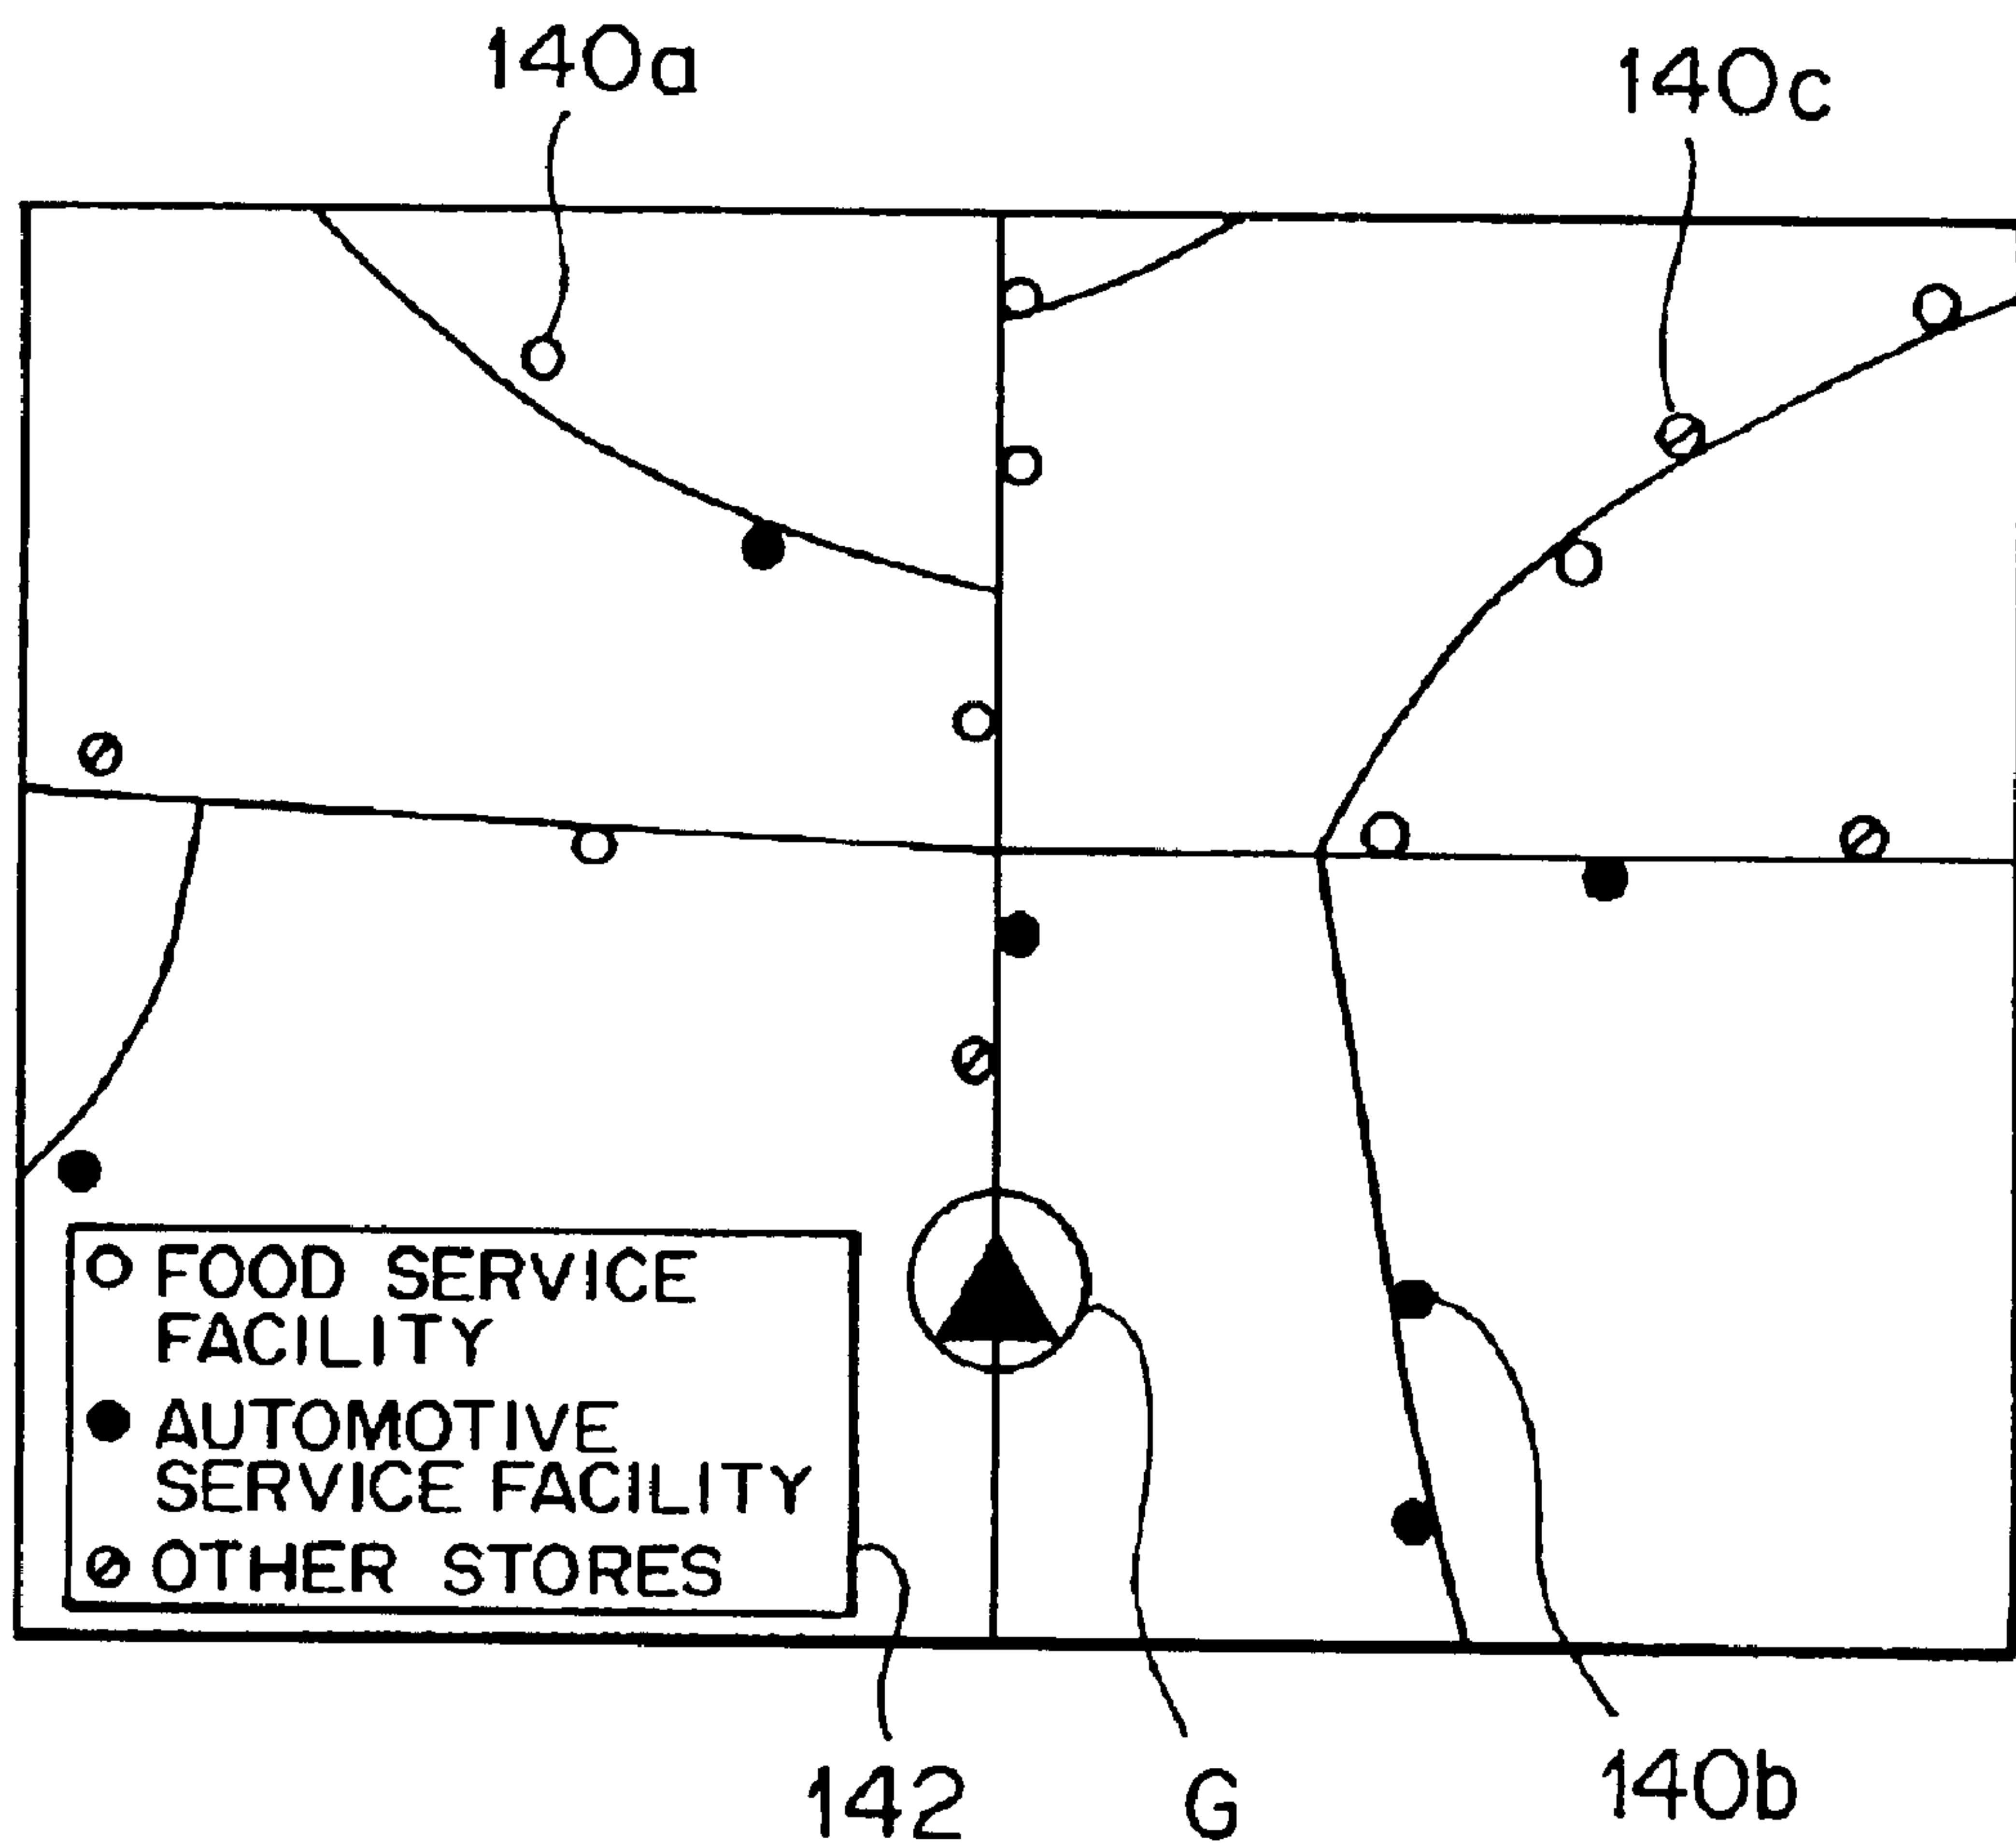 140a
140c
FOOD SERVICE
FACILITY
AUTOMOTIVE
SERVICE FACILITY
OTHER STORES
142
G
140b